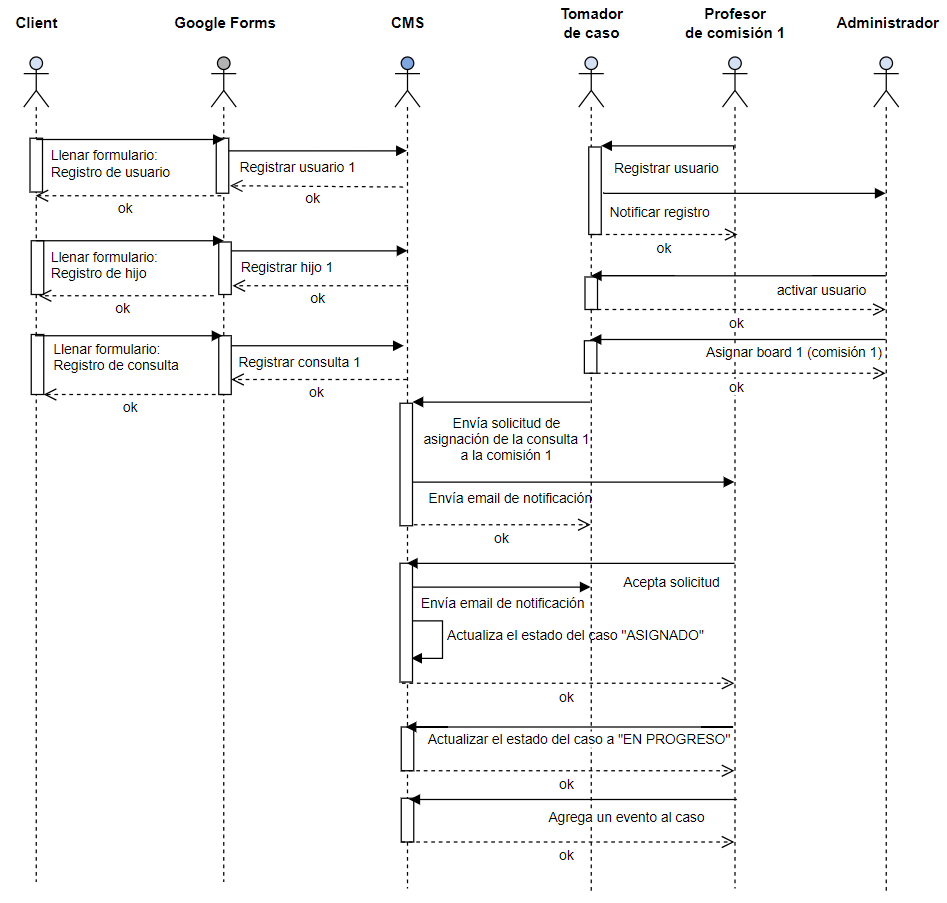 Client
Google Forms
CMS
Tomador
de caso
Profesor
de comisión 1
Administrador
Llenar formulario:
Registro de usuario
Registrar usuario 1
ok
ok
Registrar usuario
Notificar registro
ok
Llenar formulario:
Registro de hijo
Registrar hijo 1
ok
ok
activar usuario
ok
Llenar formulario:
Registro de consulta
Registrar consulta 1
ok
ok
Asignar board 1 (comisión 1)
ok
Envía solicitud de
asignación de la consulta 1
a la comisión 1
Envía email de notificación
ok
Acepta solicitud
Envía email de notificación
Actualiza el estado del caso "ASIGNADO"
ok
Actualizar el estado del caso a "EN PROGRESO"
ok
Agrega un evento al caso
ok